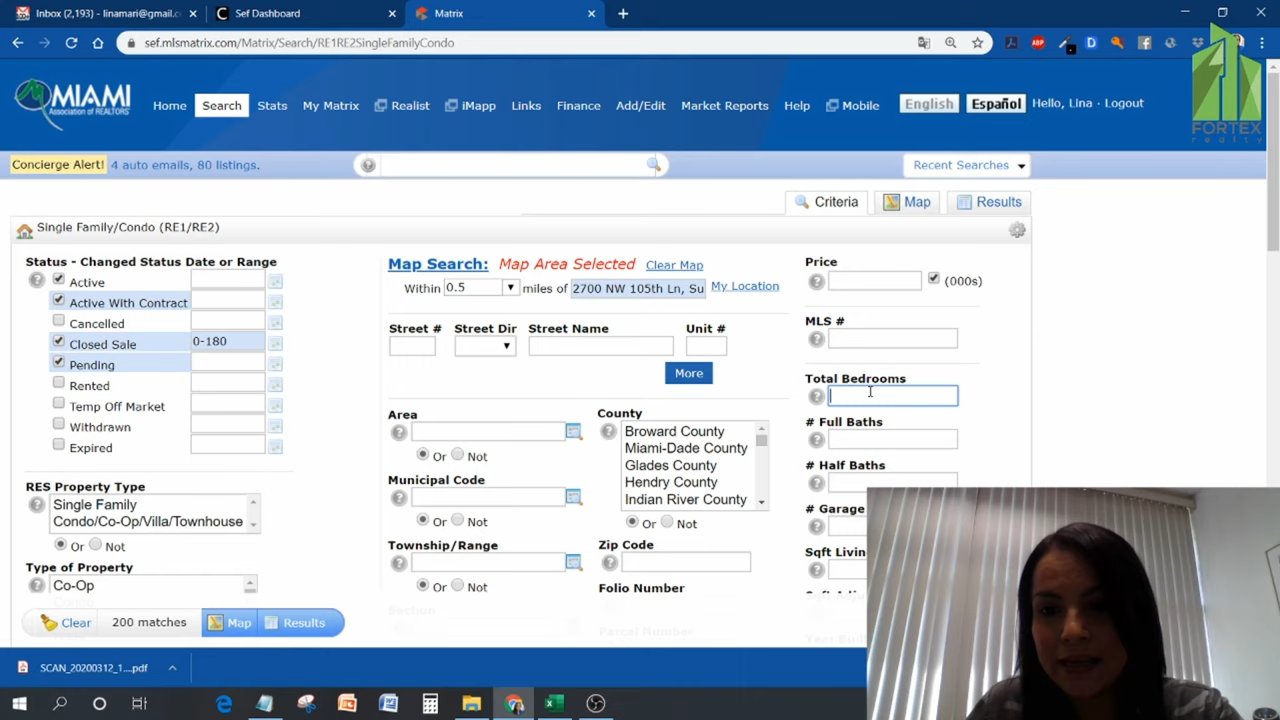 Inbox (2,193) - linamari@gmail.c
Sef Dashboard
Matrix
sef.mlsmatrix.com/Matrix/Search/RE1RE2SingleFamilyCondo
MIAMI
Association of REALTORS
Home
Search
Stats
My Matrix
Realist
iMapp
Links
Finance
Add/Edit
Market Reports
Help
Mobile
English
Español
Hello, Lina · Logout
FORTEX
realty
Concierge Alert!
4 auto emails, 80 listings.
Recent Searches
Criteria
Map
Results
Single Family/Condo (RE1/RE2)
Status - Changed Status Date or Range
Active
Active With Contract
Cancelled
Closed Sale
0-180
Pending
Rented
Temp Off Market
Withdrawn
Expired
RES Property Type
Single Family
Condo/Co-Op/Villa/Townhouse
Or
Not
Type of Property
Co-Op
Clear
200 matches
Map
Results
Map Search:
Map Area Selected
Clear Map
Within
0.5
miles of
2700 NW 105th Ln, Su
My Location
Street #
Street Dir
Street Name
Unit #
More
Area
Or
Not
Municipal Code
Or
Not
Township/Range
Or
Not
Section
County
Broward County
Miami-Dade County
Glades County
Hendry County
Indian River County
Or
Not
Zip Code
Folio Number
Parcel Number
Price
(000s)
MLS #
Total Bedrooms
# Full Baths
# Half Baths
# Garage
Sqft Living
SCAN_20200312_1....pdf